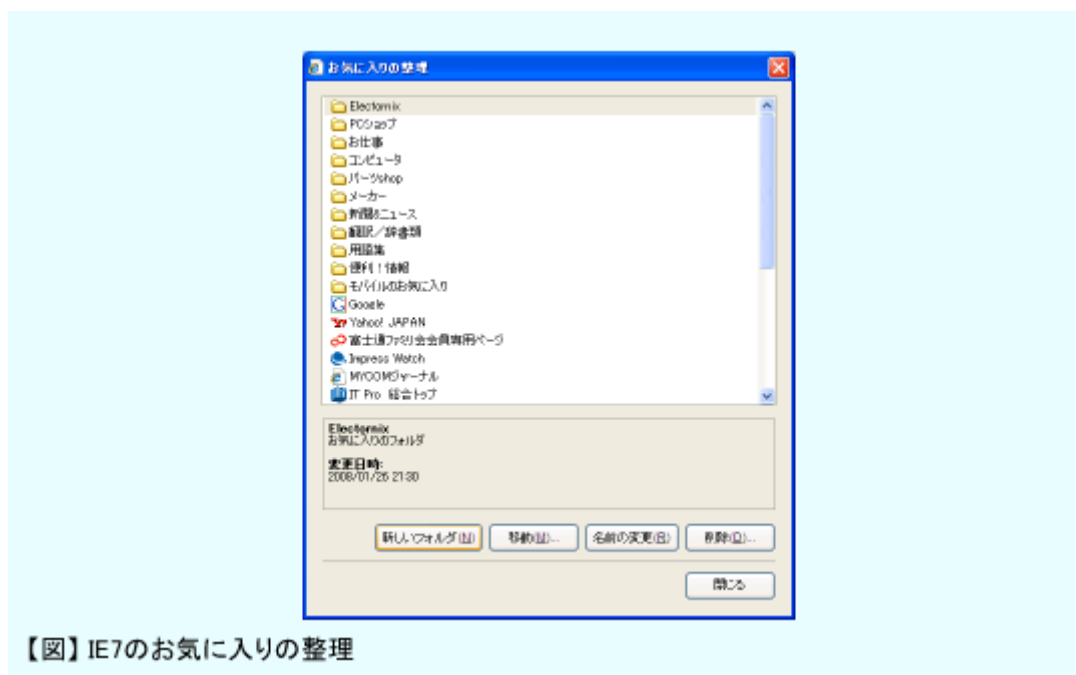 お気に入りの整理
Electornix
PCショップ
お仕事
コンピュータ
パーツshop
メーカー
新聞&ニュース
翻訳／辞書類
用語集
便利！情報
モバイルのお気に入り
Google
Yahoo! JAPAN
富士通ファミリ会会員専用ページ
Impress Watch
MYCOMジャーナル
IT Pro 総合トップ
Electornix
お気に入りのフォルダ
変更日時:
2008/01/26 21:30
新しいフォルダ(N) 移動(M)... 名前の変更(R) 削除(D)...
閉じる
【図】IE7のお気に入りの整理